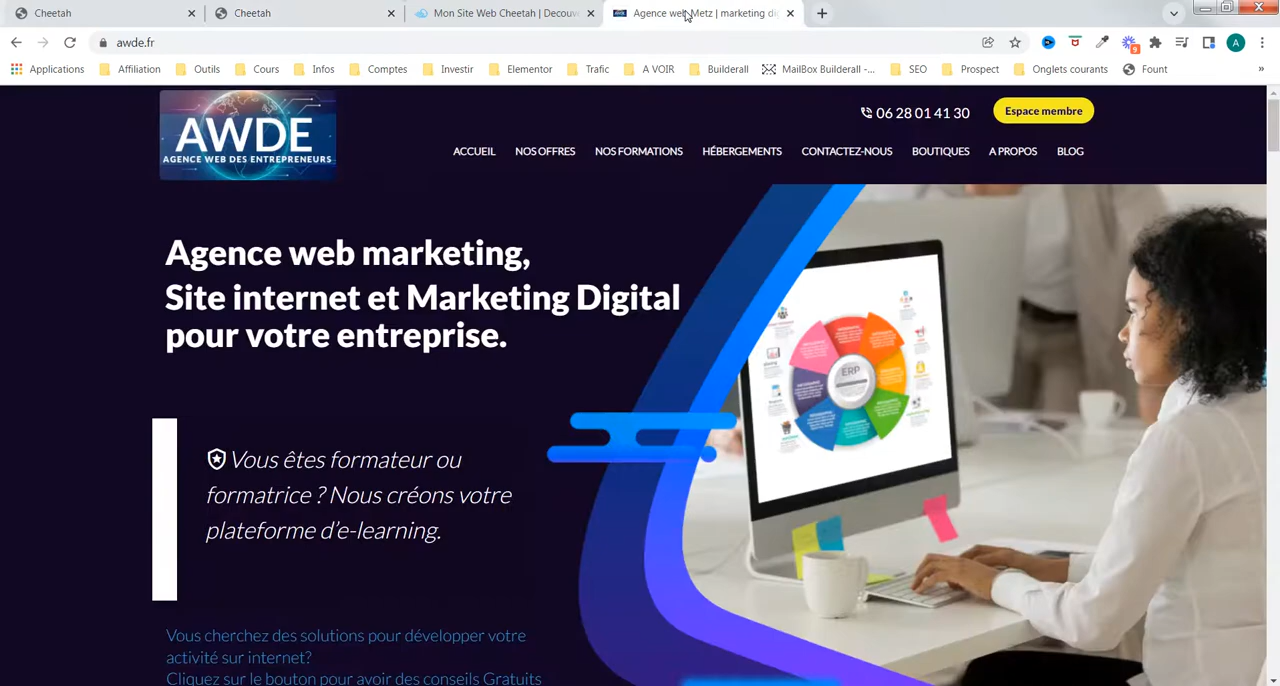 Cheetah
Cheetah
Mon Site Web Cheetah | Decouv
Agence web Metz | marketing di
awde.fr
9
A
Applications
Affiliation
Outils
Cours
Infos
Comptes
Investir
Elementor
Trafic
A VOIR
Builderall
MailBox Builderall -...
SEO
Prospect
Onglets courants
Fount
»
AWDE
AGENCE WEB DES ENTREPRENEURS
06 28 01 41 30
Espace membre
ACCUEIL
NOS OFFRES
NOS FORMATIONS
HÉBERGEMENTS
CONTACTEZ-NOUS
BOUTIQUES
A PROPOS
BLOG
Agence web marketing,
Site internet et Marketing Digital
pour votre entreprise.
ERP
Vous êtes formateur ou
formatrice ? Nous créons votre
plateforme d'e-learning.
Vous cherchez des solutions pour développer votre
activité sur internet?
Cliquez sur le bouton pour avoir des conseils Gratuits